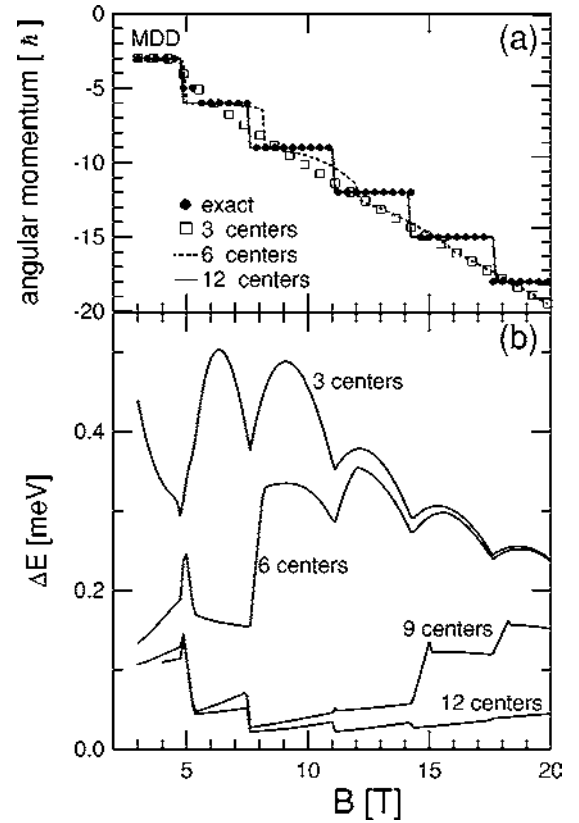 0
(a)
MDD
-5
-10
-15
-20
angular momentum [ ℏ ]
exact
3 centers
6 centers
12 centers
(b)
3 centers
0.4
6 centers
0.2
9 centers
12 centers
0.0
ΔE [meV]
5 10 15 20
B [T]